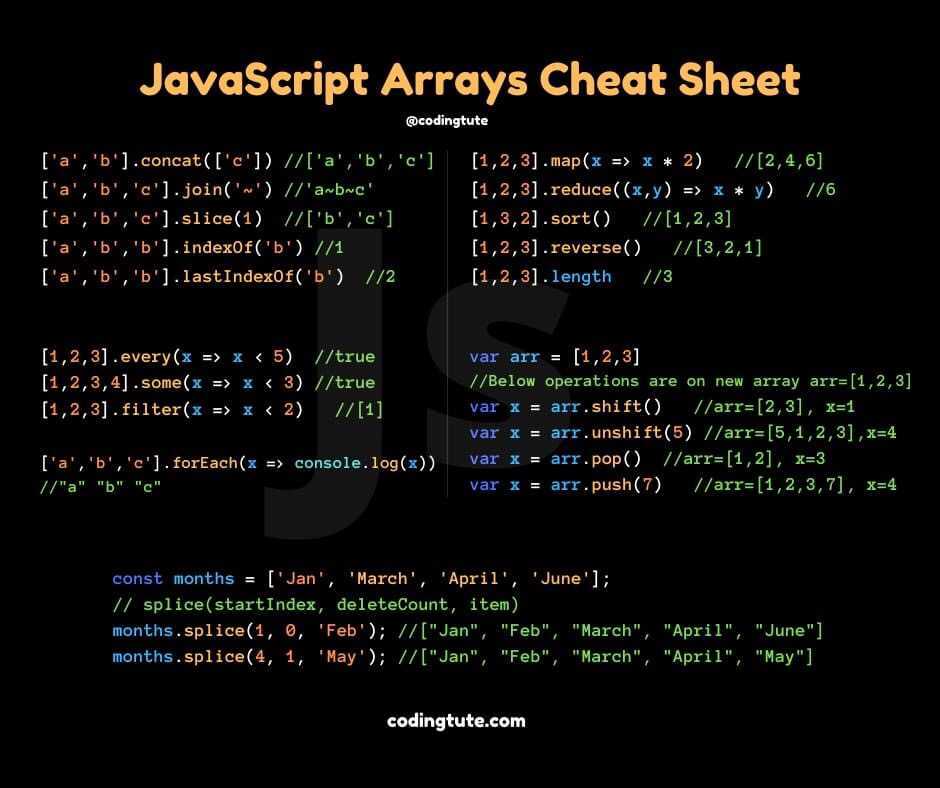 JavaScript Arrays Cheat Sheet
@codingtute
['a','b'].concat(['c']) //['a','b','c']
['a','b','c'].join('~') //'a~b~c'
['a','b','c'].slice(1) //['b','c']
['a','b','b'].indexOf('b') //1
['a','b','b'].lastIndexOf('b') //2
[1,2,3].map(x => x * 2) //[2,4,6]
[1,2,3].reduce((x,y) => x * y) //6
[1,3,2].sort() //[1,2,3]
[1,2,3].reverse() //[3,2,1]
[1,2,3].length //3
[1,2,3].every(x => x < 5) //true
[1,2,3,4].some(x => x < 3) //true
[1,2,3].filter(x => x < 2) //[1]
['a','b','c'].forEach(x => console.log(x))
//"a" "b" "c"
var arr = [1,2,3]
//Below operations are on new array arr=[1,2,3]
var x = arr.shift() //arr=[2,3], x=1
var x = arr.unshift(5) //arr=[5,1,2,3],x=4
var x = arr.pop() //arr=[1,2], x=3
var x = arr.push(7) //arr=[1,2,3,7], x=4
Js
const months = ['Jan', 'March', 'April', 'June'];
// splice(startIndex, deleteCount, item)
months.splice(1, 0, 'Feb'); //["Jan", "Feb", "March", "April", "June"]
months.splice(4, 1, 'May'); //["Jan", "Feb", "March", "April", "May"]
codingtute.com